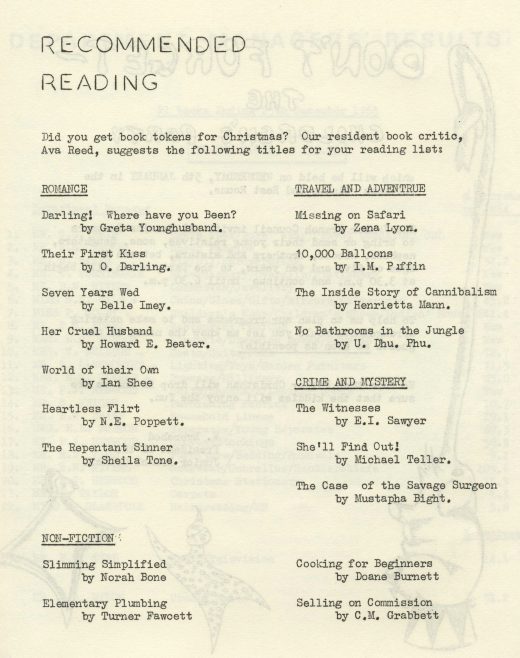 RECOMMENDED
READING
Did you get book tokens for Christmas? Our resident book critic,
Ava Reed, suggests the following titles for your reading list:
ROMANCE
Darling! Where have you Been?
by Greta Younghusband.
Their First Kiss
by O. Darling.
Seven Years Wed
by Belle Imey.
Her Cruel Husband
by Howard E. Beater.
World of their Own
by Ian Shee
Heartless Flirt
by N.E. Poppett.
The Repentant Sinner
by Sheila Tone.
TRAVEL AND ADVENTRUE
Missing on Safari
by Zena Lyon.
10,000 Balloons
by I.M. Puffin
The Inside Story of Cannibalism
by Henrietta Mann.
No Bathrooms in the Jungle
by U. Dhu. Phu.
CRIME AND MYSTERY
The Witnesses
by E.I. Sawyer
She'll Find Out!
by Michael Teller.
The Case of the Savage Surgeon
by Mustapha Bight.
NON-FICTION
Slimming Simplified
by Norah Bone
Elementary Plumbing
by Turner Fawcett
Cooking for Beginners
by Doane Burnett
Selling on Commission
by C.M. Grabbett